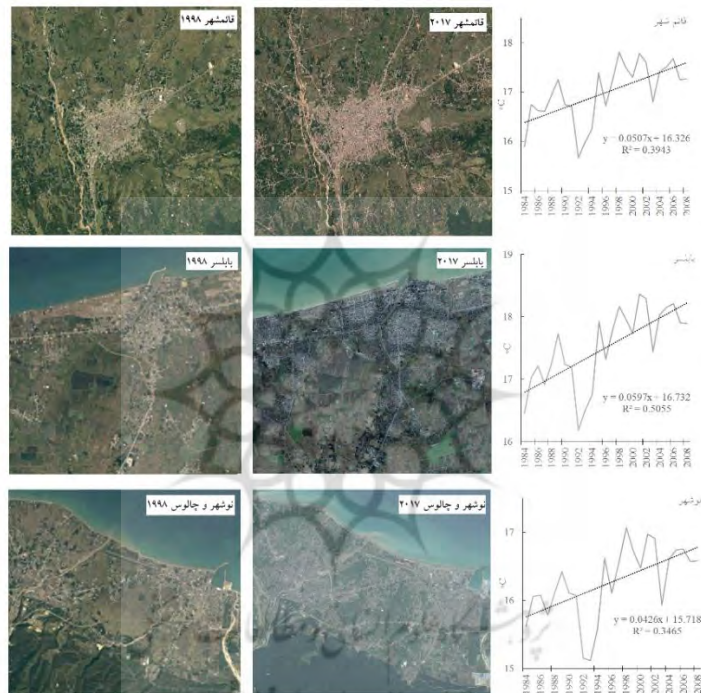 قائمشهر ۱۹۹۸
قائمشهر ۲۰۱۷
قائم شهر
18
17
16
15
°C
y = 0.0507x + 16.326
R² = 0.3943
1984
1986
1988
1990
1992
1994
1996
1998
2000
2002
2004
2006
2008
بابلسر ۱۹۹۸
بابلسر ۲۰۱۷
بابلسر
19
18
17
16
°C
y = 0.0597x + 16.732
R² = 0.5055
1984
1986
1988
1990
1992
1994
1996
1998
2000
2002
2004
2006
2008
نوشهر و چالوس ۱۹۹۸
نوشهر و چالوس ۲۰۱۷
نوشهر
17
16
15
°C
y = 0.0426x + 15.718
R² = 0.3465
1984
1986
1988
1990
1992
1994
1996
1998
2000
2002
2004
2006
2008